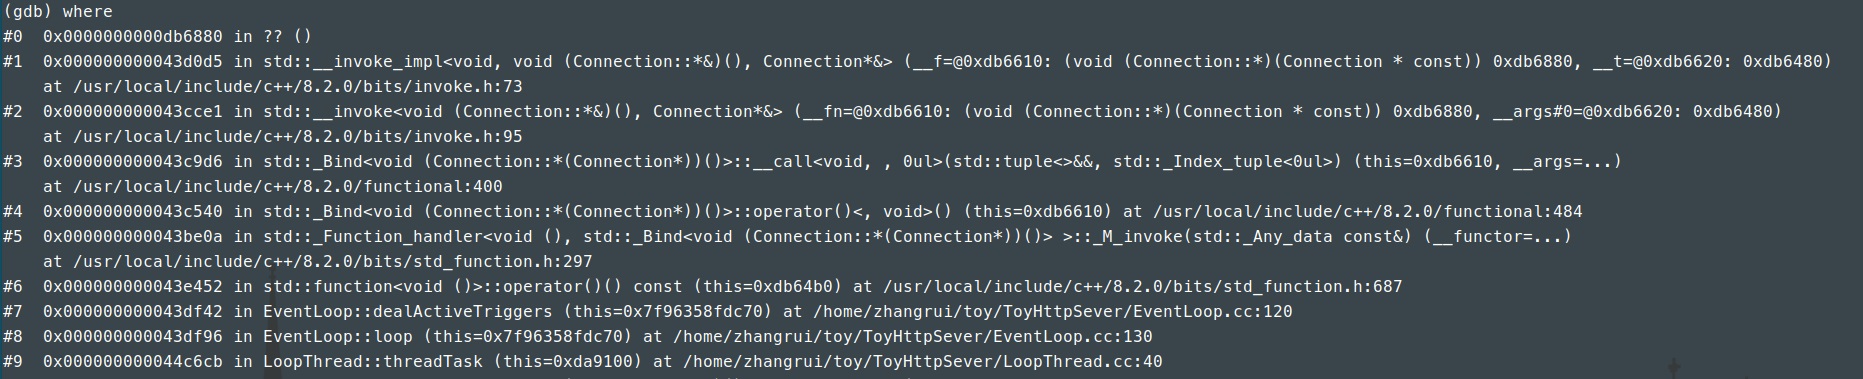 (gdb) where
#0  0x0000000000db6880 in ?? ()
#1  0x000000000043d0d5 in std::__invoke_impl<void, void (Connection::*&)(), Connection*&> (__f=@0xdb6610: (void (Connection::*)(Connection * const)) 0xdb6880, __t=@0xdb6620: 0xdb6480)
    at /usr/local/include/c++/8.2.0/bits/invoke.h:73
#2  0x000000000043cce1 in std::__invoke<void (Connection::*&)(), Connection*&> (__fn=@0xdb6610: (void (Connection::*)(Connection * const)) 0xdb6880, __args#0=@0xdb6620: 0xdb6480)
    at /usr/local/include/c++/8.2.0/bits/invoke.h:95
#3  0x000000000043c9d6 in std::_Bind<void (Connection::*(Connection*))()>::__call<void, , 0ul>(std::tuple<>&&, std::_Index_tuple<0ul>) (this=0xdb6610, __args=...)
    at /usr/local/include/c++/8.2.0/functional:400
#4  0x000000000043c540 in std::_Bind<void (Connection::*(Connection*))()>::operator()<, void>() (this=0xdb6610) at /usr/local/include/c++/8.2.0/functional:484
#5  0x000000000043be0a in std::_Function_handler<void (), std::_Bind<void (Connection::*(Connection*))()> >::_M_invoke(std::_Any_data const&) (__functor=...)
    at /usr/local/include/c++/8.2.0/bits/std_function.h:297
#6  0x000000000043e452 in std::function<void ()>::operator()() const (this=0xdb64b0) at /usr/local/include/c++/8.2.0/bits/std_function.h:687
#7  0x000000000043df42 in EventLoop::dealActiveTriggers (this=0x7f96358fdc70) at /home/zhangrui/toy/ToyHttpSever/EventLoop.cc:120
#8  0x000000000043df96 in EventLoop::loop (this=0x7f96358fdc70) at /home/zhangrui/toy/ToyHttpSever/EventLoop.cc:130
#9  0x000000000044c6cb in LoopThread::threadTask (this=0xda9100) at /home/zhangrui/toy/ToyHttpSever/LoopThread.cc:40